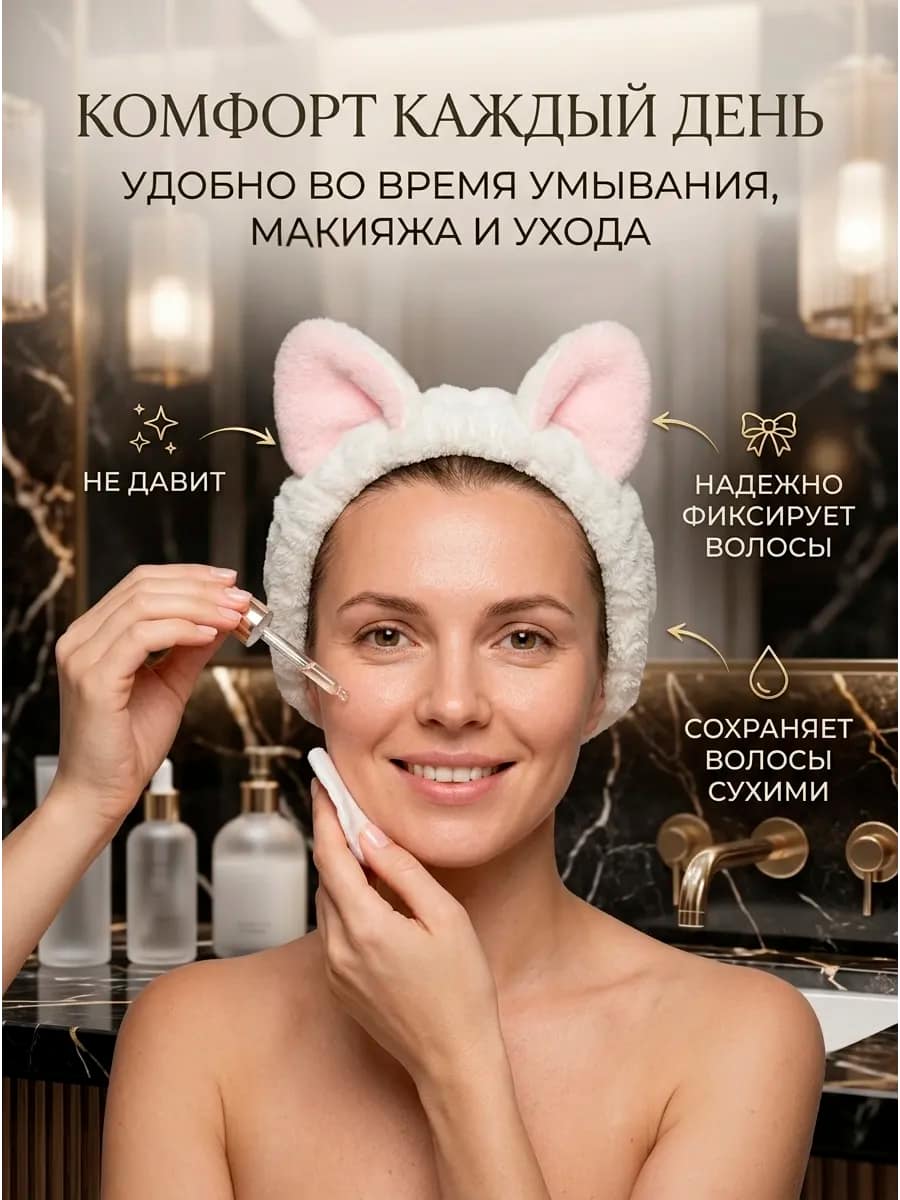 КОМФОРТ КАЖДЫЙ ДЕНЬ
УДОБНО ВО ВРЕМЯ УМЫВАНИЯ,
МАКИЯЖА И УХОДА
НЕ ДАВИТ
НАДЕЖНО
ФИКСИРУЕТ
ВОЛОСЫ
СОХРАНЯЕТ
ВОЛОСЫ
СУХИМИ